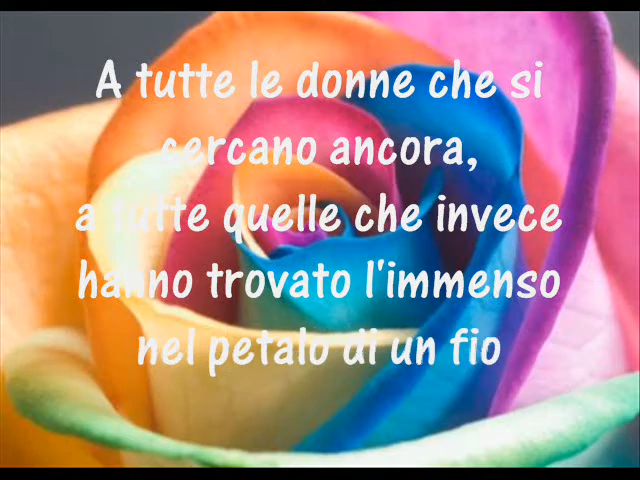 A tutte le donne che si
cercano ancora,
a tutte quelle che invece
hanno trovato l'immenso
nel petalo di un fio